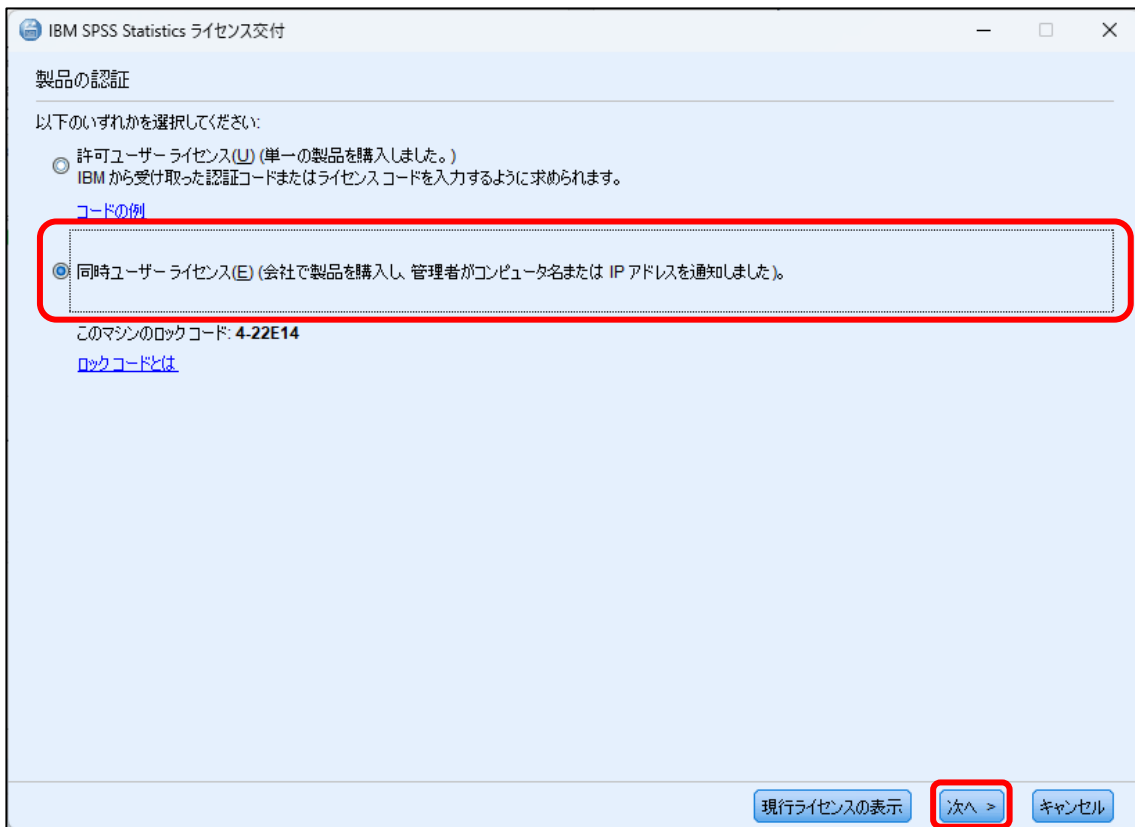 IBM SPSS Statistics ライセンス交付
製品の認証
以下のいずれかを選択してください:
許可ユーザー ライセンス(U) (単一の製品を購入しました。)
IBM から受け取った認証コードまたはライセンス コードを入力するように求められます。
コードの例
同時ユーザー ライセンス(E) (会社で製品を購入し、管理者がコンピュータ名または IP アドレスを通知しました)。
このマシンのロック コード: 4-22E14
ロック コードとは
現行ライセンスの表示
次へ >
キャンセル